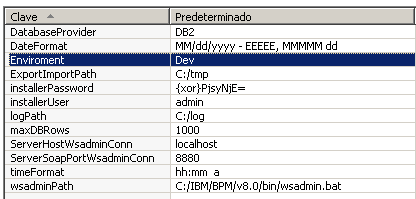 Clave Predeterminado
DatabaseProvider DB2
DateFormat MM/dd/yyyy - EEEEE, MMMMM dd
Enviroment Dev
ExportImportPath C:/tmp
installerPassword {xor}PjsyNjE=
installerUser admin
logPath C:/log
maxDBRows 1000
ServerHostWsadminConn localhost
ServerSoapPortWsadminConn 8880
timeFormat hh:mm a
wsadminPath C:/IBM/BPM/v8.0/bin/wsadmin.bat